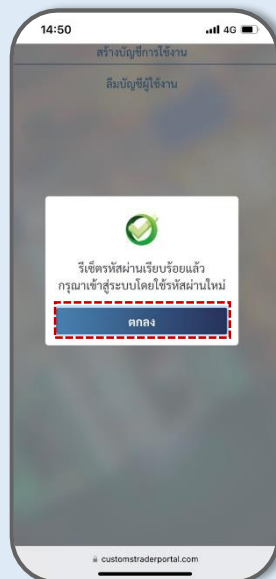 14:50
4G
สร้างบัญชีการใช้งาน
ลืมบัญชีผู้ใช้งาน
รีเซ็ตรหัสผ่านเรียบร้อยแล้ว
กรุณาเข้าสู่ระบบโดยใช้รหัสผ่านใหม่
ตกลง
customstraderportal.com